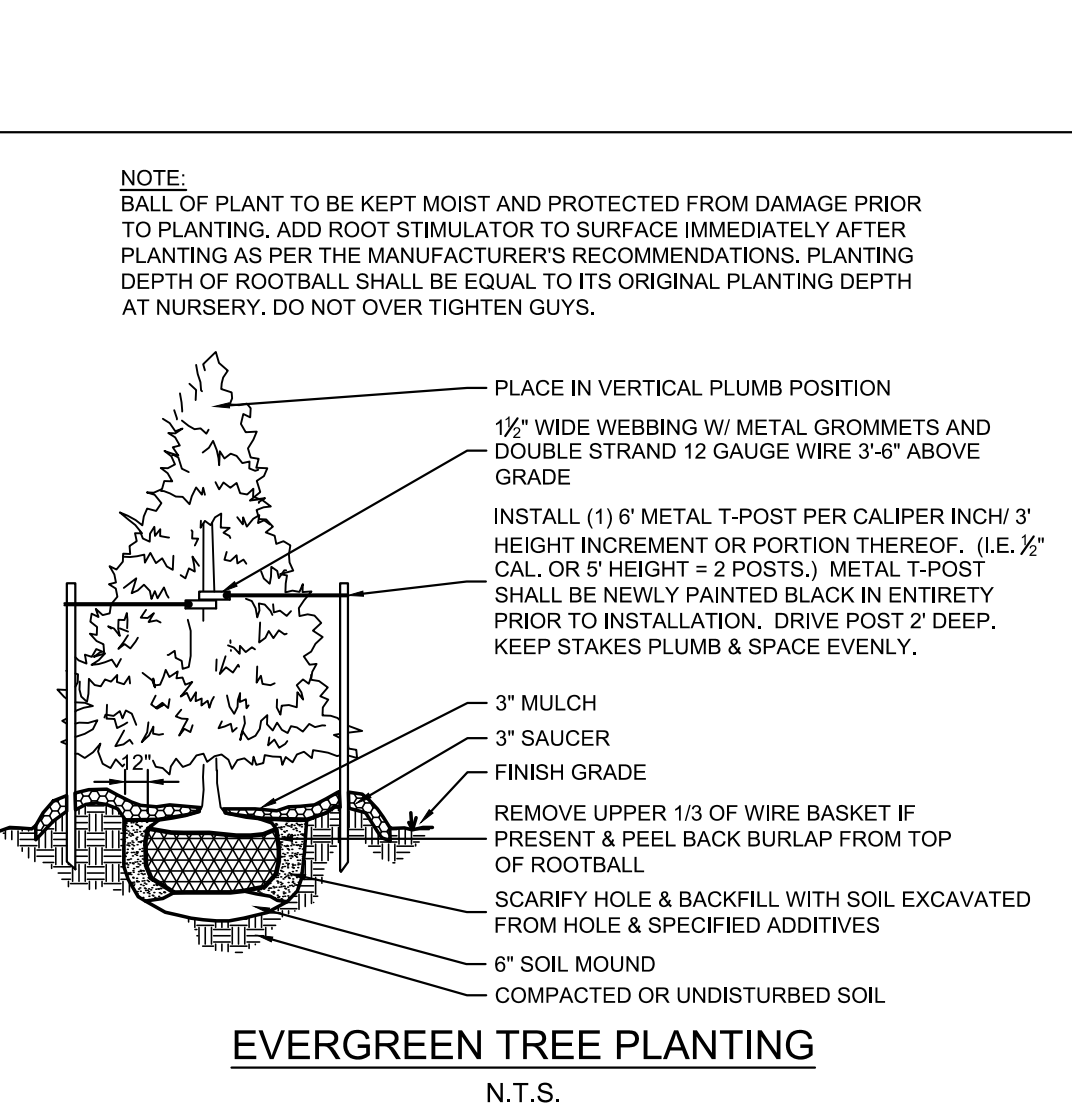 NOTE:
BALL OF PLANT TO BE KEPT MOIST AND PROTECTED FROM DAMAGE PRIOR
TO PLANTING. ADD ROOT STIMULATOR TO SURFACE IMMEDIATELY AFTER
PLANTING AS PER THE MANUFACTURER'S RECOMMENDATIONS. PLANTING
DEPTH OF ROOTBALL SHALL BE EQUAL TO ITS ORIGINAL PLANTING DEPTH
AT NURSERY. DO NOT OVER TIGHTEN GUYS.
PLACE IN VERTICAL PLUMB POSITION
1½" WIDE WEBBING W/ METAL GROMMETS AND
DOUBLE STRAND 12 GAUGE WIRE 3'-6" ABOVE
GRADE
INSTALL (1) 6' METAL T-POST PER CALIPER INCH/ 3'
HEIGHT INCREMENT OR PORTION THEREOF. (I.E. ½"
CAL. OR 5' HEIGHT = 2 POSTS.) METAL T-POST
SHALL BE NEWLY PAINTED BLACK IN ENTIRETY
PRIOR TO INSTALLATION. DRIVE POST 2' DEEP.
KEEP STAKES PLUMB & SPACE EVENLY.
3" MULCH
3" SAUCER
12"
FINISH GRADE
REMOVE UPPER 1/3 OF WIRE BASKET IF
PRESENT & PEEL BACK BURLAP FROM TOP
OF ROOTBALL
SCARIFY HOLE & BACKFILL WITH SOIL EXCAVATED
FROM HOLE & SPECIFIED ADDITIVES
6" SOIL MOUND
COMPACTED OR UNDISTURBED SOIL
EVERGREEN TREE PLANTING
N.T.S.